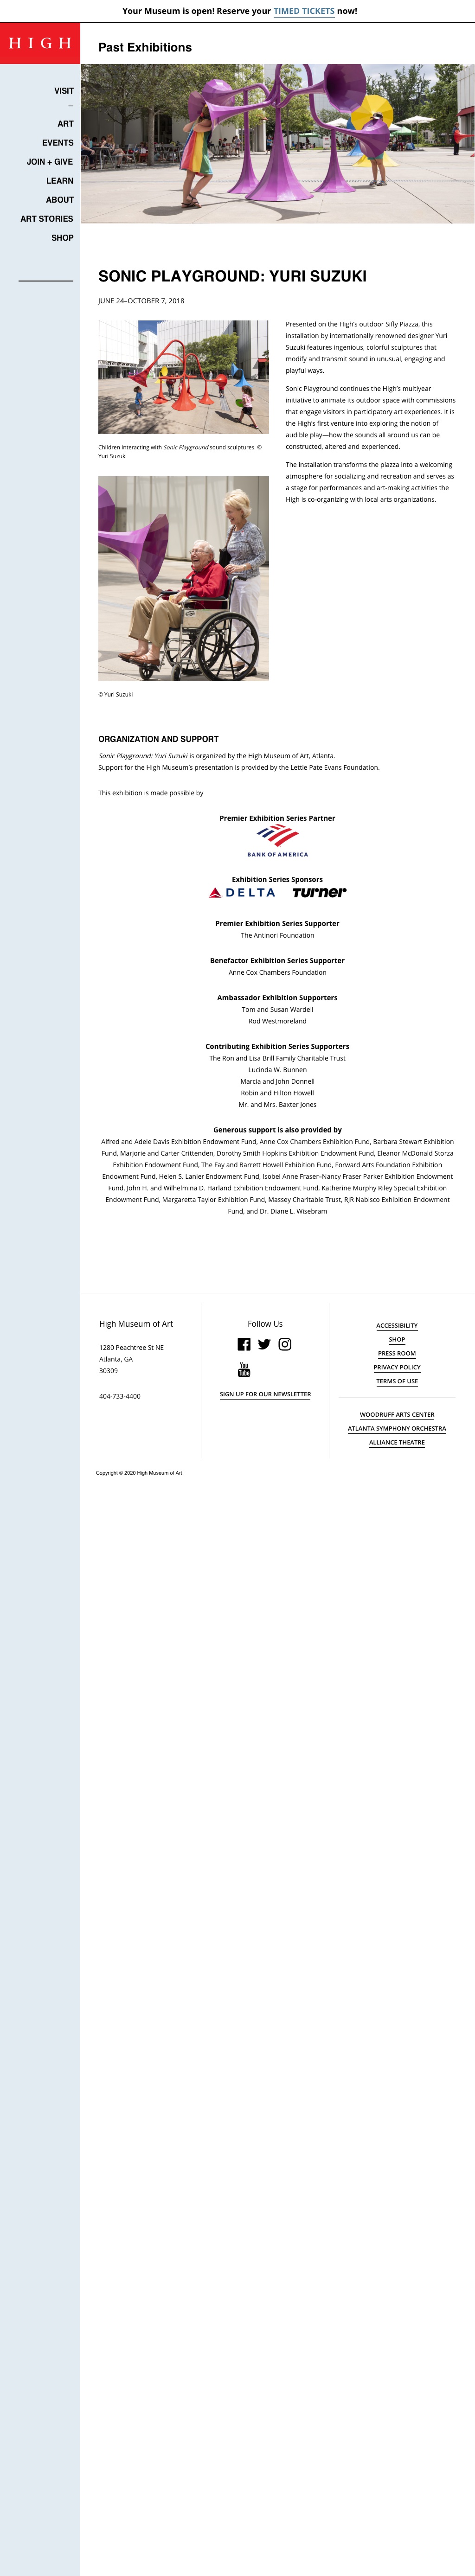 Your Museum is open! Reserve your TIMED TICKETS now!
HIGH
Past Exhibitions
VISIT
–
ART
EVENTS
JOIN + GIVE
LEARN
ABOUT
ART STORIES
SHOP
SONIC PLAYGROUND: YURI SUZUKI
JUNE 24–OCTOBER 7, 2018
Children interacting with Sonic Playground sound sculptures. ©
Yuri Suzuki
© Yuri Suzuki
Presented on the High’s outdoor Sifly Piazza, this
installation by internationally renowned designer Yuri
Suzuki features ingenious, colorful sculptures that
modify and transmit sound in unusual, engaging and
playful ways.
Sonic Playground continues the High’s multiyear
initiative to animate its outdoor space with commissions
that engage visitors in participatory art experiences. It is
the High’s first venture into exploring the notion of
audible play—how the sounds all around us can be
constructed, altered and experienced.
The installation transforms the piazza into a welcoming
atmosphere for socializing and recreation and serves as
a stage for performances and art-making activities the
High is co-organizing with local arts organizations.
ORGANIZATION AND SUPPORT
Sonic Playground: Yuri Suzuki is organized by the High Museum of Art, Atlanta.
Support for the High Museum’s presentation is provided by the Lettie Pate Evans Foundation.
This exhibition is made possible by
Premier Exhibition Series Partner
BANK OF AMERICA
Exhibition Series Sponsors
DELTA turner
Premier Exhibition Series Supporter
The Antinori Foundation
Benefactor Exhibition Series Supporter
Anne Cox Chambers Foundation
Ambassador Exhibition Supporters
Tom and Susan Wardell
Rod Westmoreland
Contributing Exhibition Series Supporters
The Ron and Lisa Brill Family Charitable Trust
Lucinda W. Bunnen
Marcia and John Donnell
Robin and Hilton Howell
Mr. and Mrs. Baxter Jones
Generous support is also provided by
Alfred and Adele Davis Exhibition Endowment Fund, Anne Cox Chambers Exhibition Fund, Barbara Stewart Exhibition
Fund, Marjorie and Carter Crittenden, Dorothy Smith Hopkins Exhibition Endowment Fund, Eleanor McDonald Storza
Exhibition Endowment Fund, The Fay and Barrett Howell Exhibition Fund, Forward Arts Foundation Exhibition
Endowment Fund, Helen S. Lanier Endowment Fund, Isobel Anne Fraser–Nancy Fraser Parker Exhibition Endowment
Fund, John H. and Wilhelmina D. Harland Exhibition Endowment Fund, Katherine Murphy Riley Special Exhibition
Endowment Fund, Margaretta Taylor Exhibition Fund, Massey Charitable Trust, RJR Nabisco Exhibition Endowment
Fund, and Dr. Diane L. Wisebram
High Museum of Art
1280 Peachtree St NE
Atlanta, GA
30309
404-733-4400
Follow Us
You
Tube
SIGN UP FOR OUR NEWSLETTER
ACCESSIBILITY
SHOP
PRESS ROOM
PRIVACY POLICY
TERMS OF USE
WOODRUFF ARTS CENTER
ATLANTA SYMPHONY ORCHESTRA
ALLIANCE THEATRE
Copyright © 2020 High Museum of Art